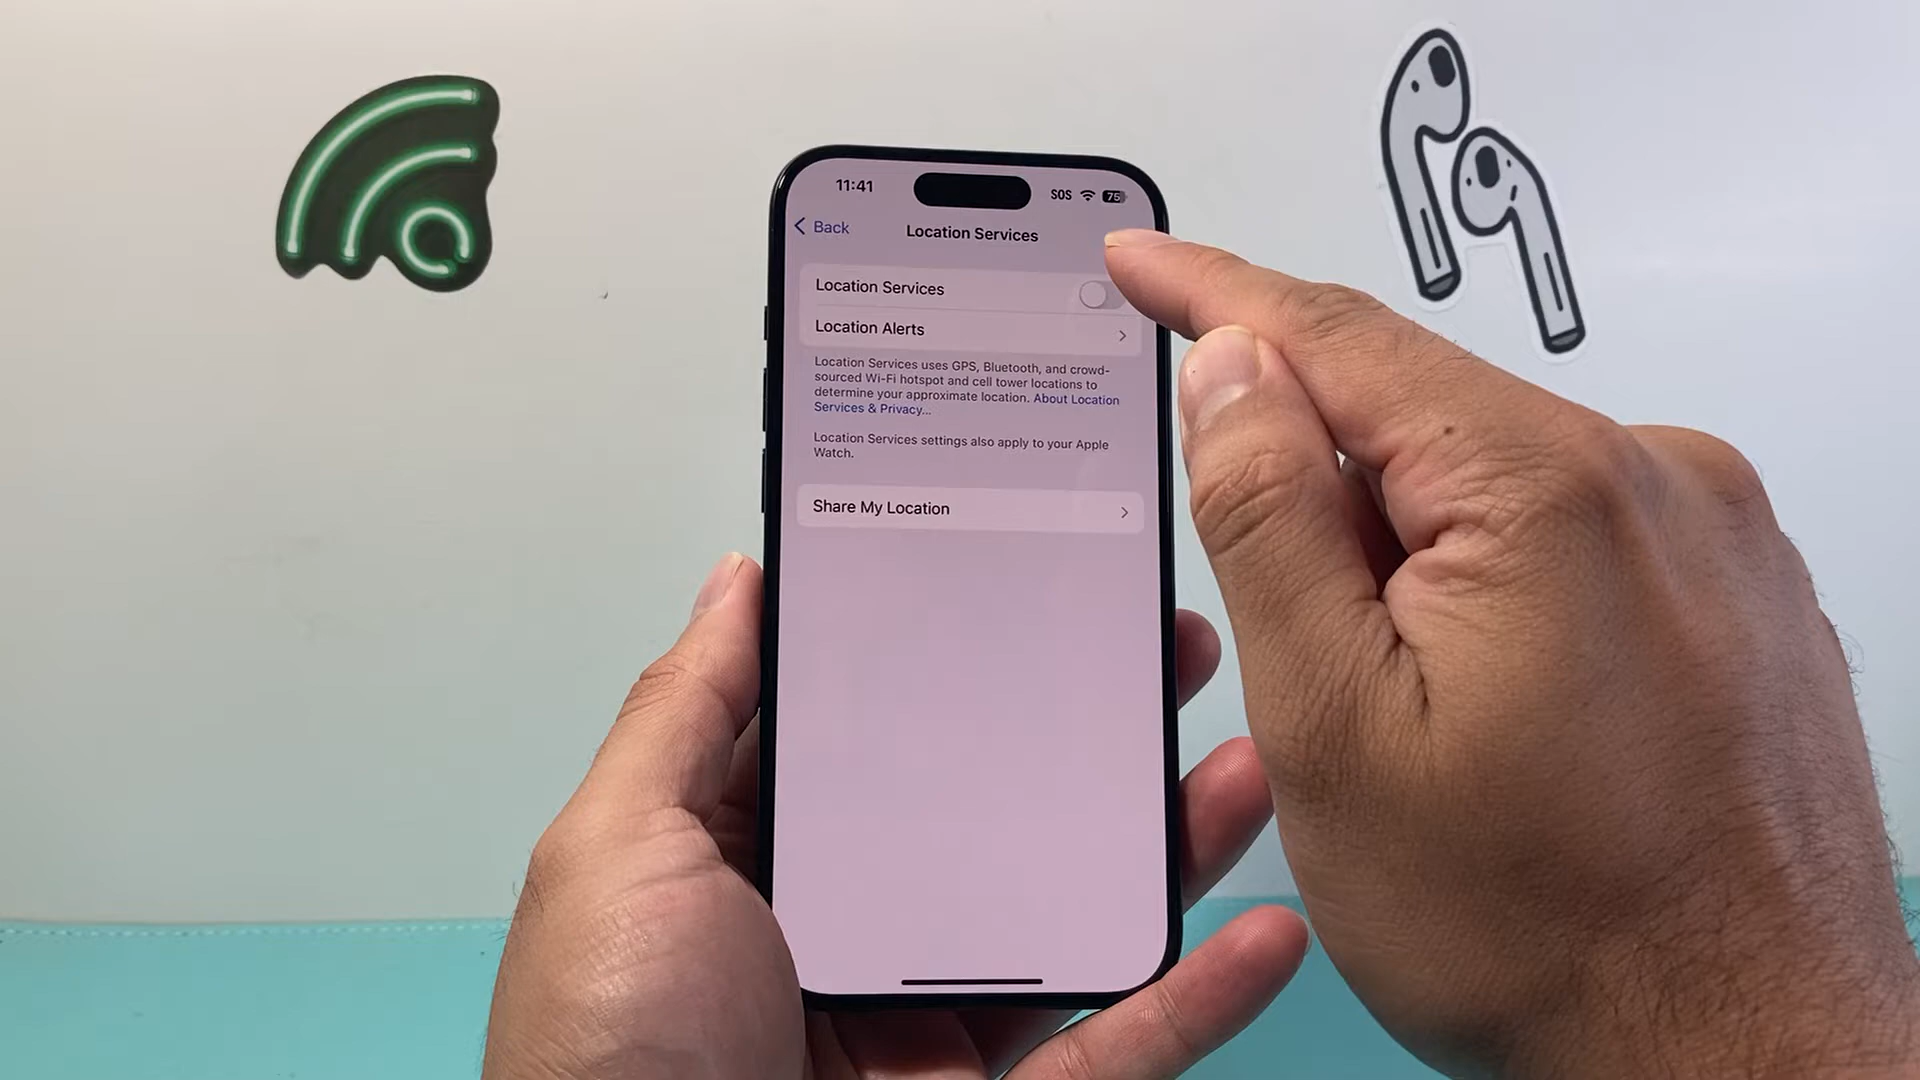 11:41
SOS
75
Back
Location Services
Location Services
Location Alerts
Location Services uses GPS, Bluetooth, and crowd-
sourced Wi-Fi hotspot and cell tower locations to
determine your approximate location. About Location
Services & Privacy...
Location Services settings also apply to your Apple
Watch.
Share My Location